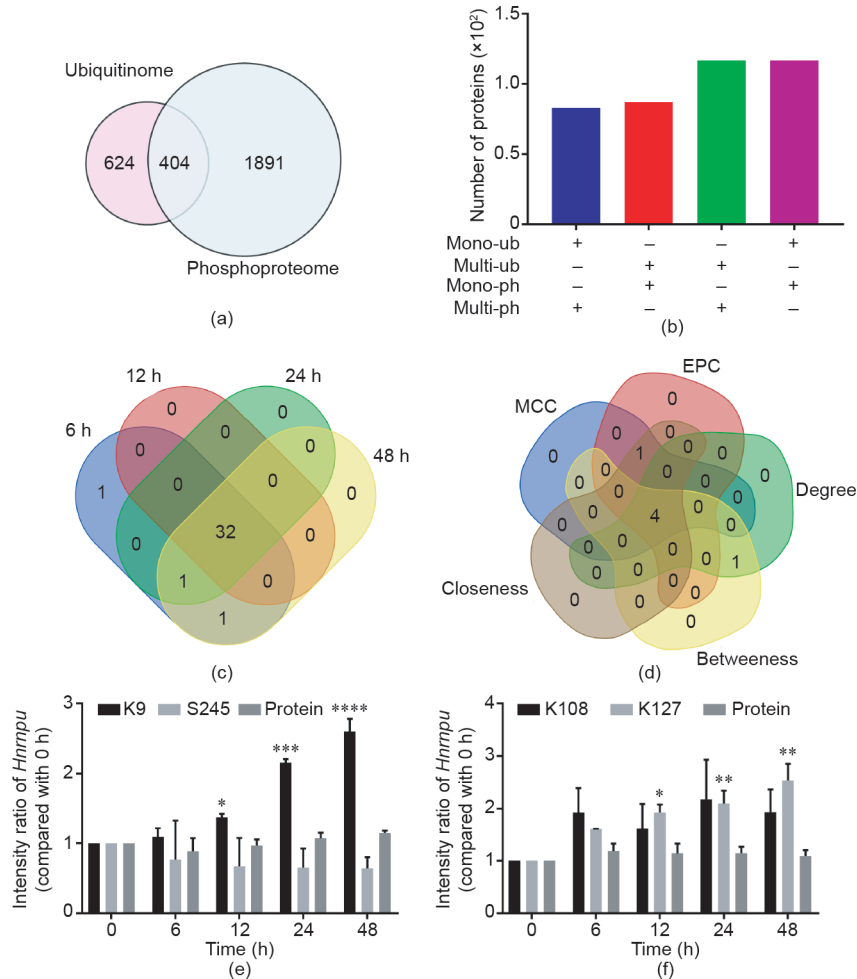 Ubiquitinome
624
404
1891
Phosphoproteome
(a)
Number of proteins (×10²)
1.5
1.0
0.5
0
Mono-ub + – – +
Multi-ub – + + –
Mono-ph – + – +
Multi-ph + – + –
(b)
12 h
24 h
6 h
48 h
0 0
0 0 0
1 0 0 0
32
0 0
1 0
1
(c)
EPC
MCC
Degree
Closeness
Betweeness
0
0
0 1 0 0
0 0 0 0 0 0
0 0 4 0 0
0 0 0
0 0 0 1
0 0
0 0
(d)
Intensity ratio of Hnrnpu
(compared with 0 h)
3
2
1
0
K9 S245 Protein
*
***
****
0 6 12 24 48
Time (h)
(e)
Intensity ratio of Hnrnpu
(compared with 0 h)
4
3
2
1
0
K108 K127 Protein
*
**
**
0 6 12 24 48
Time (h)
(f)